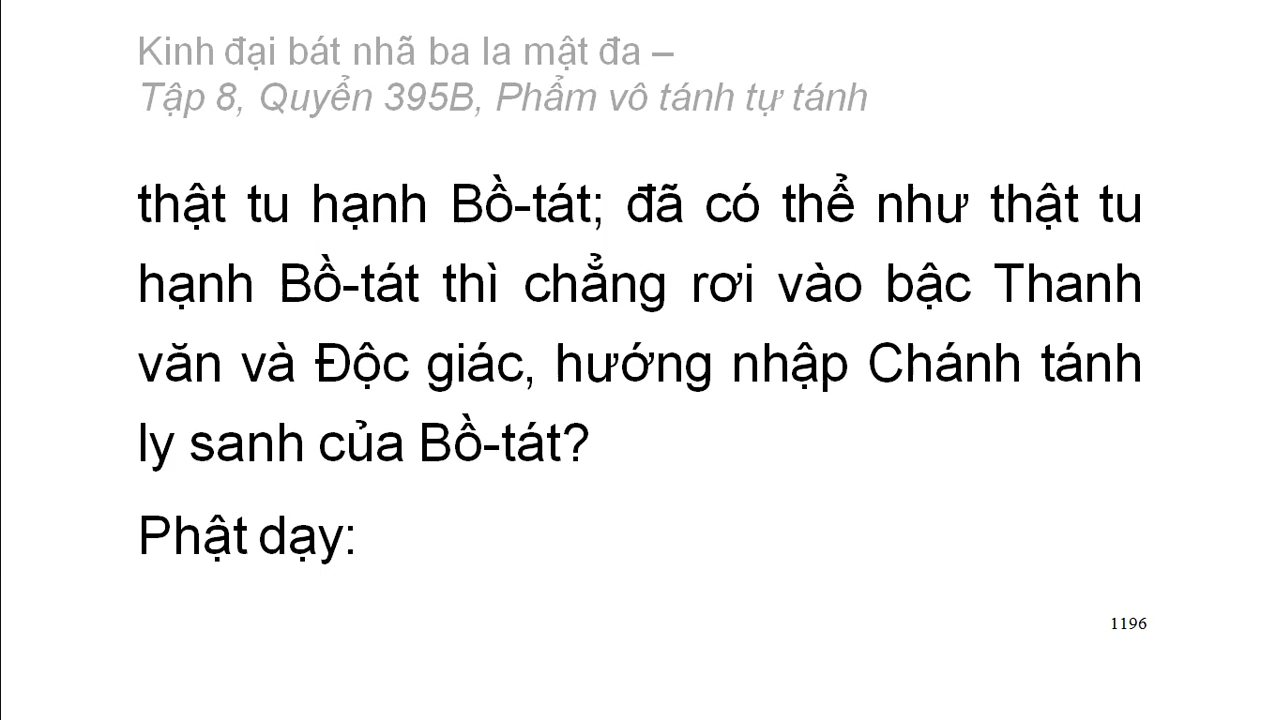 Kinh đại bát nhã ba la mật đa –
Tập 8, Quyển 395B, Phẩm vô tánh tự tánh
thật tu hạnh Bồ-tát; đã có thể như thật tu
hạnh Bồ-tát thì chẳng rơi vào bậc Thanh
văn và Độc giác, hướng nhập Chánh tánh
ly sanh của Bồ-tát?
Phật dạy:
1196